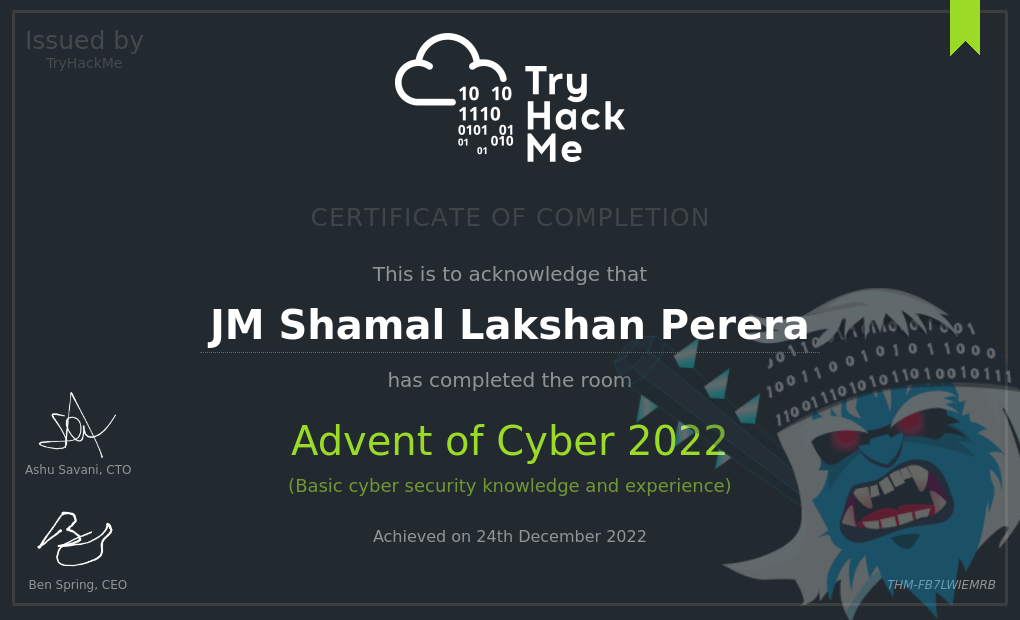 Issued by
TryHackMe
10 10
1110
0101 01
01 010
01
Try
Hack
Me
CERTIFICATE OF COMPLETION
This is to acknowledge that
JM Shamal Lakshan Perera
has completed the room
Advent of Cyber 2022
(Basic cyber security knowledge and experience)
Achieved on 24th December 2022
Ashu Savani, CTO
Ben Spring, CEO
THM-FB7LWIEMRB